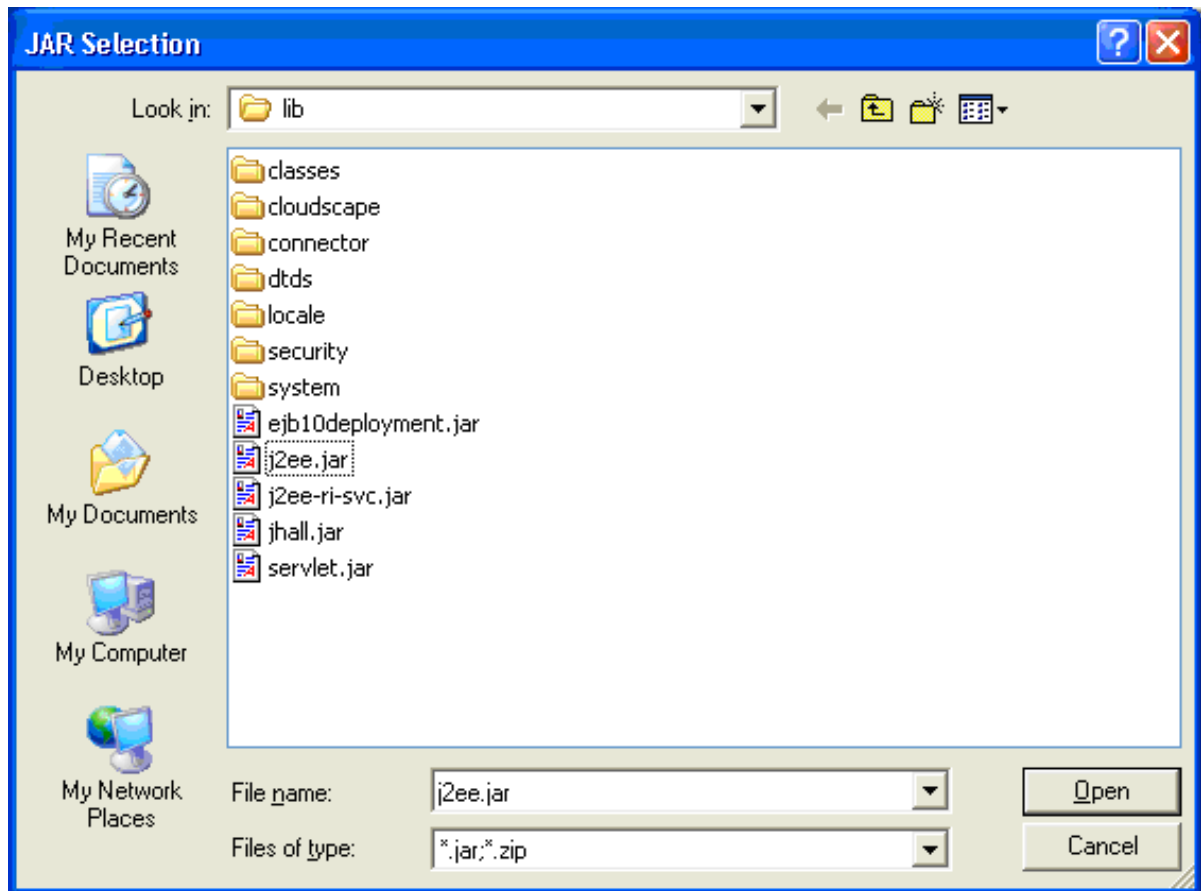 JAR Selection
Look in:
lib
My Recent
Documents
Desktop
My Documents
My Computer
My Network
Places
classes
cloudscape
connector
dtds
locale
security
system
ejb10deployment.jar
j2ee.jar
j2ee-ri-svc.jar
jhall.jar
servlet.jar
File name:
j2ee.jar
Open
Files of type:
*.jar;*.zip
Cancel